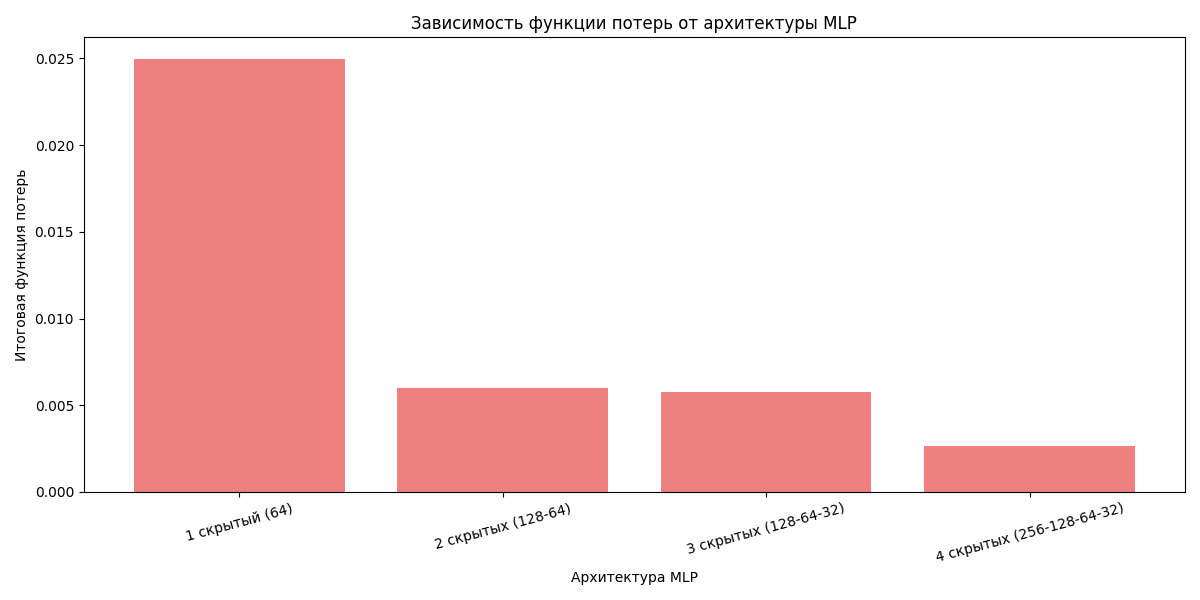 Зависимость функции потерь от архитектуры MLP
Итоговая функция потерь
0.025
0.020
0.015
0.010
0.005
0.000
1 скрытый (64)
2 скрытых (128-64)
3 скрытых (128-64-32)
4 скрытых (256-128-64-32)
Архитектура MLP